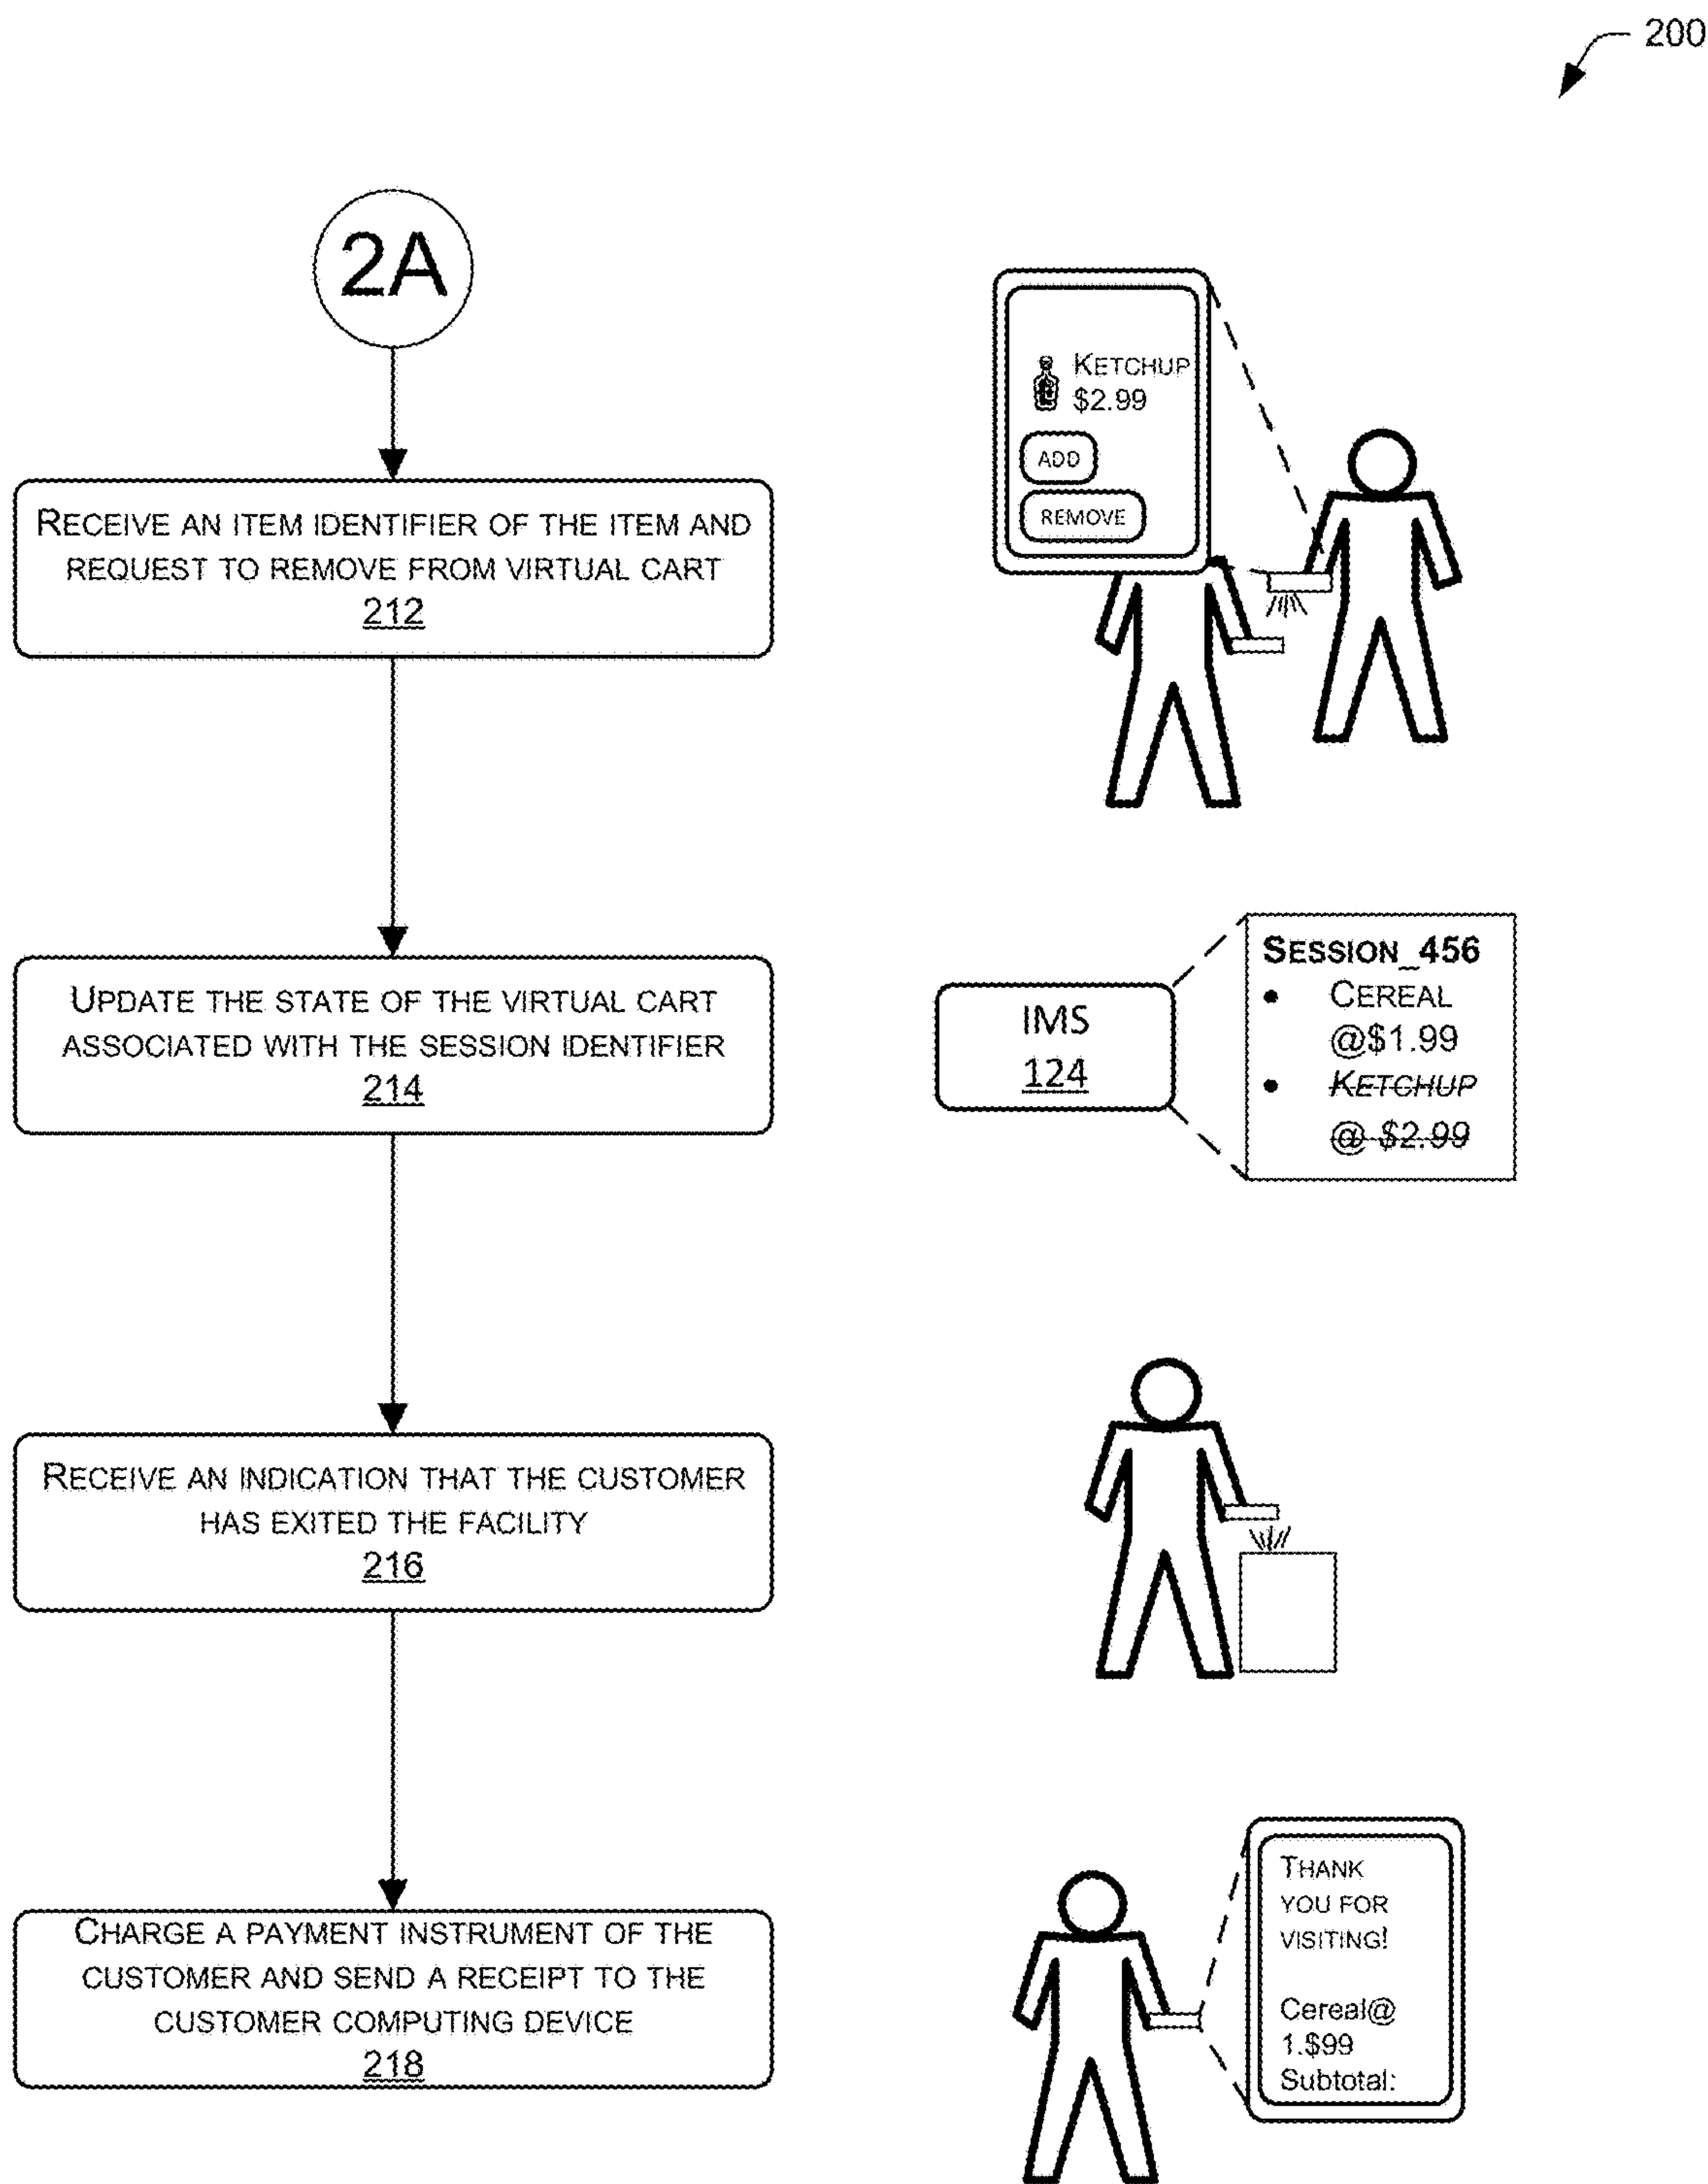 200
2A
RECEIVE AN ITEM IDENTIFIER OF THE ITEM AND
REQUEST TO REMOVE FROM VIRTUAL CART
212
KETCHUP
$2.99
ADD
REMOVE
UPDATE THE STATE OF THE VIRTUAL CART
ASSOCIATED WITH THE SESSION IDENTIFIER
214
IMS
124
SESSION_456
• CEREAL
@$1.99
• KETCHUP
@ $2.99
RECEIVE AN INDICATION THAT THE CUSTOMER
HAS EXITED THE FACILITY
216
CHARGE A PAYMENT INSTRUMENT OF THE
CUSTOMER AND SEND A RECEIPT TO THE
CUSTOMER COMPUTING DEVICE
218
THANK
YOU FOR
VISITING!
Cereal@
1.$99
Subtotal: